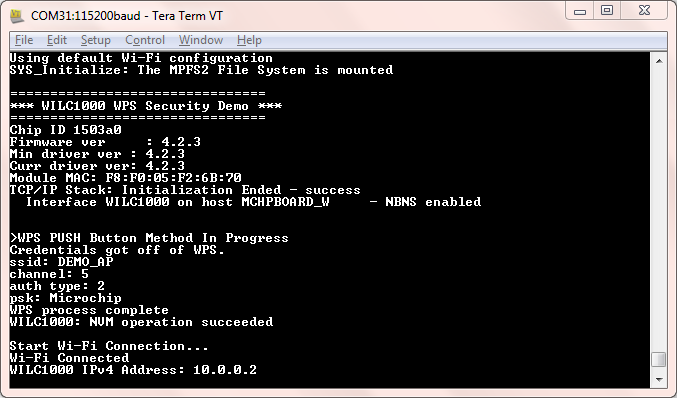 COM31:115200baud - Tera Term VT
File Edit Setup Control Window Help
Using default Wi-Fi configuration
SYS_Initialize: The MPFS2 File System is mounted
================================
*** WILC1000 WPS Security Demo ***
================================
Chip ID 1503a0
Firmware ver     : 4.2.3
Min driver ver : 4.2.3
Curr driver ver: 4.2.3
Module MAC: F8:F0:05:F2:6B:70
TCP/IP Stack: Initialization Ended - success
  Interface WILC1000 on host MCHPBOARD_W     - NBNS enabled
>WPS PUSH Button Method In Progress
Credentials got off of WPS.
ssid: DEMO_AP
channel: 5
auth type: 2
psk: Microchip
WPS process complete
WILC1000: NVM operation succeeded
Start Wi-Fi Connection...
Wi-Fi Connected
WILC1000 IPv4 Address: 10.0.0.2